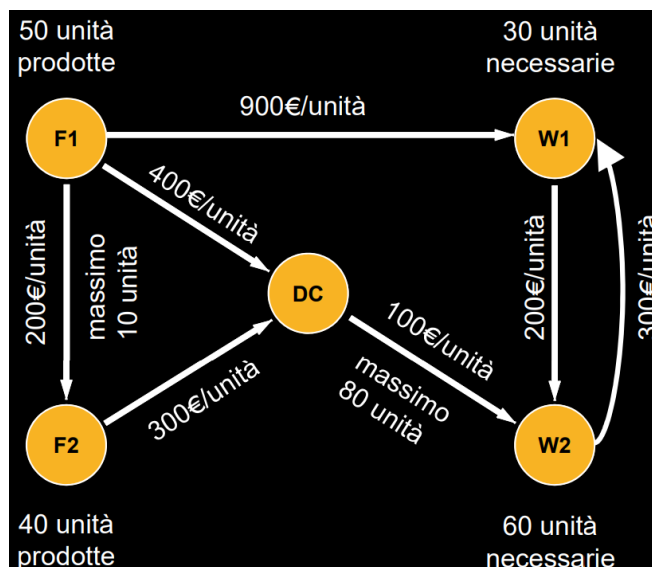 50 unità
prodotte
30 unità
necessarie
900€/unità
F1
W1
400€/unità
200€/unità
massimo
10 unità
DC
200€/unità
300€/unità
100€/unità
massimo
80 unità
300€/unità
F2
W2
40 unità
prodotte
60 unità
necessarie